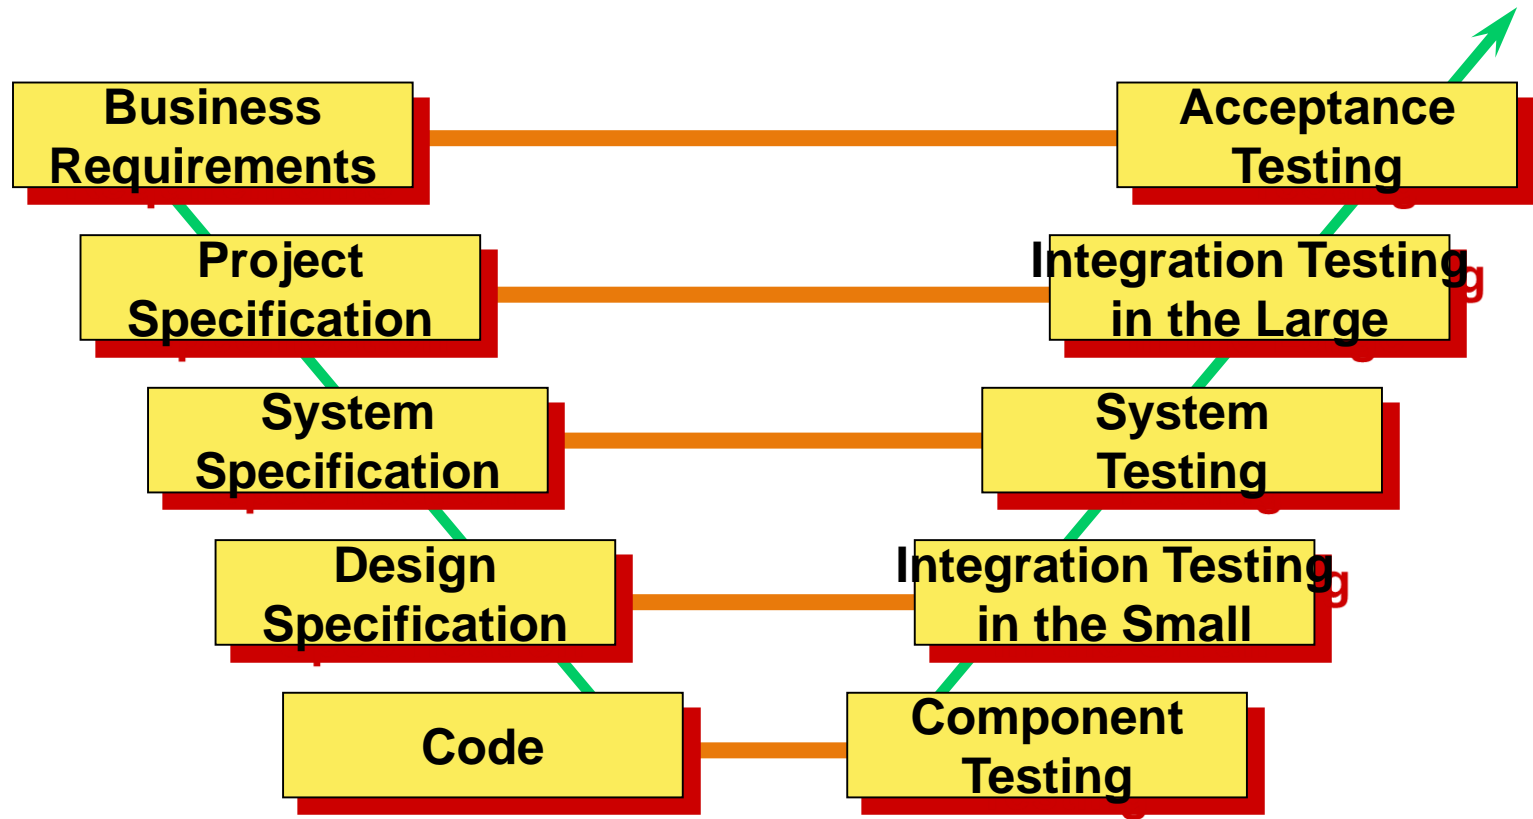 Business
Requirements
Acceptance
Testing
Project
Specification
Integration Testing
in the Large
System
Specification
System
Testing
Design
Specification
Integration Testing
in the Small
Code
Component
Testing